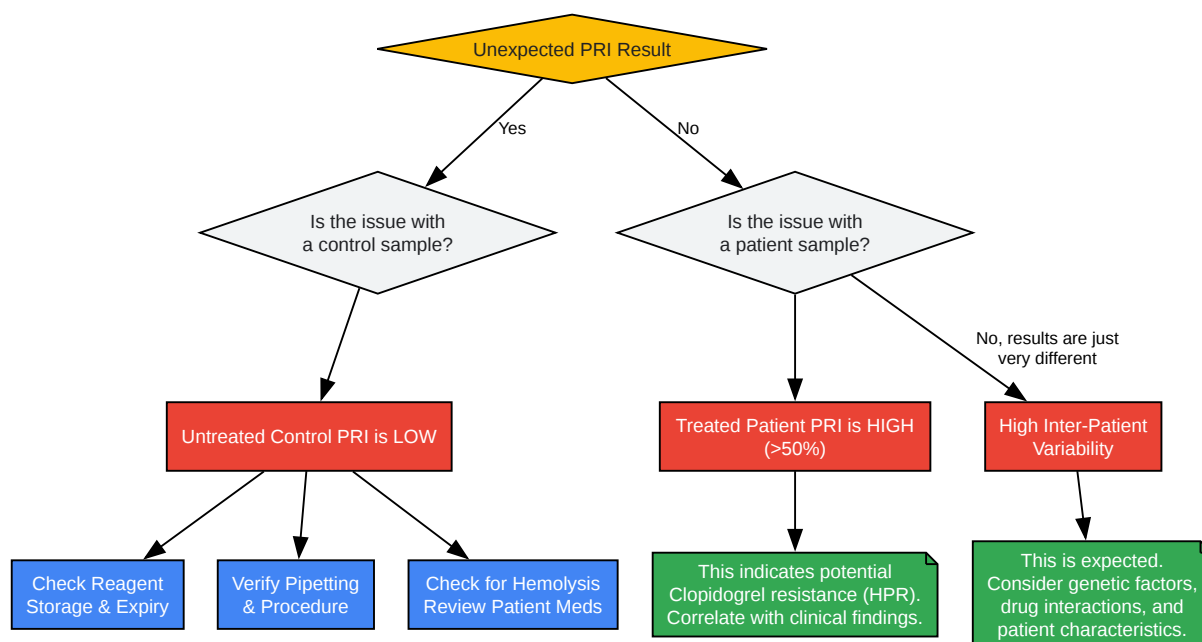 Unexpected PRI Result
Yes
No
Is the issue with
a control sample?
Is the issue with
a patient sample?
No, results are just
very different
Untreated Control PRI is LOW
Treated Patient PRI is HIGH
(>50%)
High Inter-Patient
Variability
Check Reagent
Storage & Expiry
Verify Pipetting
& Procedure
Check for Hemolysis
Review Patient Meds
This indicates potential
Clopidogrel resistance (HPR).
Correlate with clinical findings.
This is expected.
Consider genetic factors,
drug interactions, and
patient characteristics.